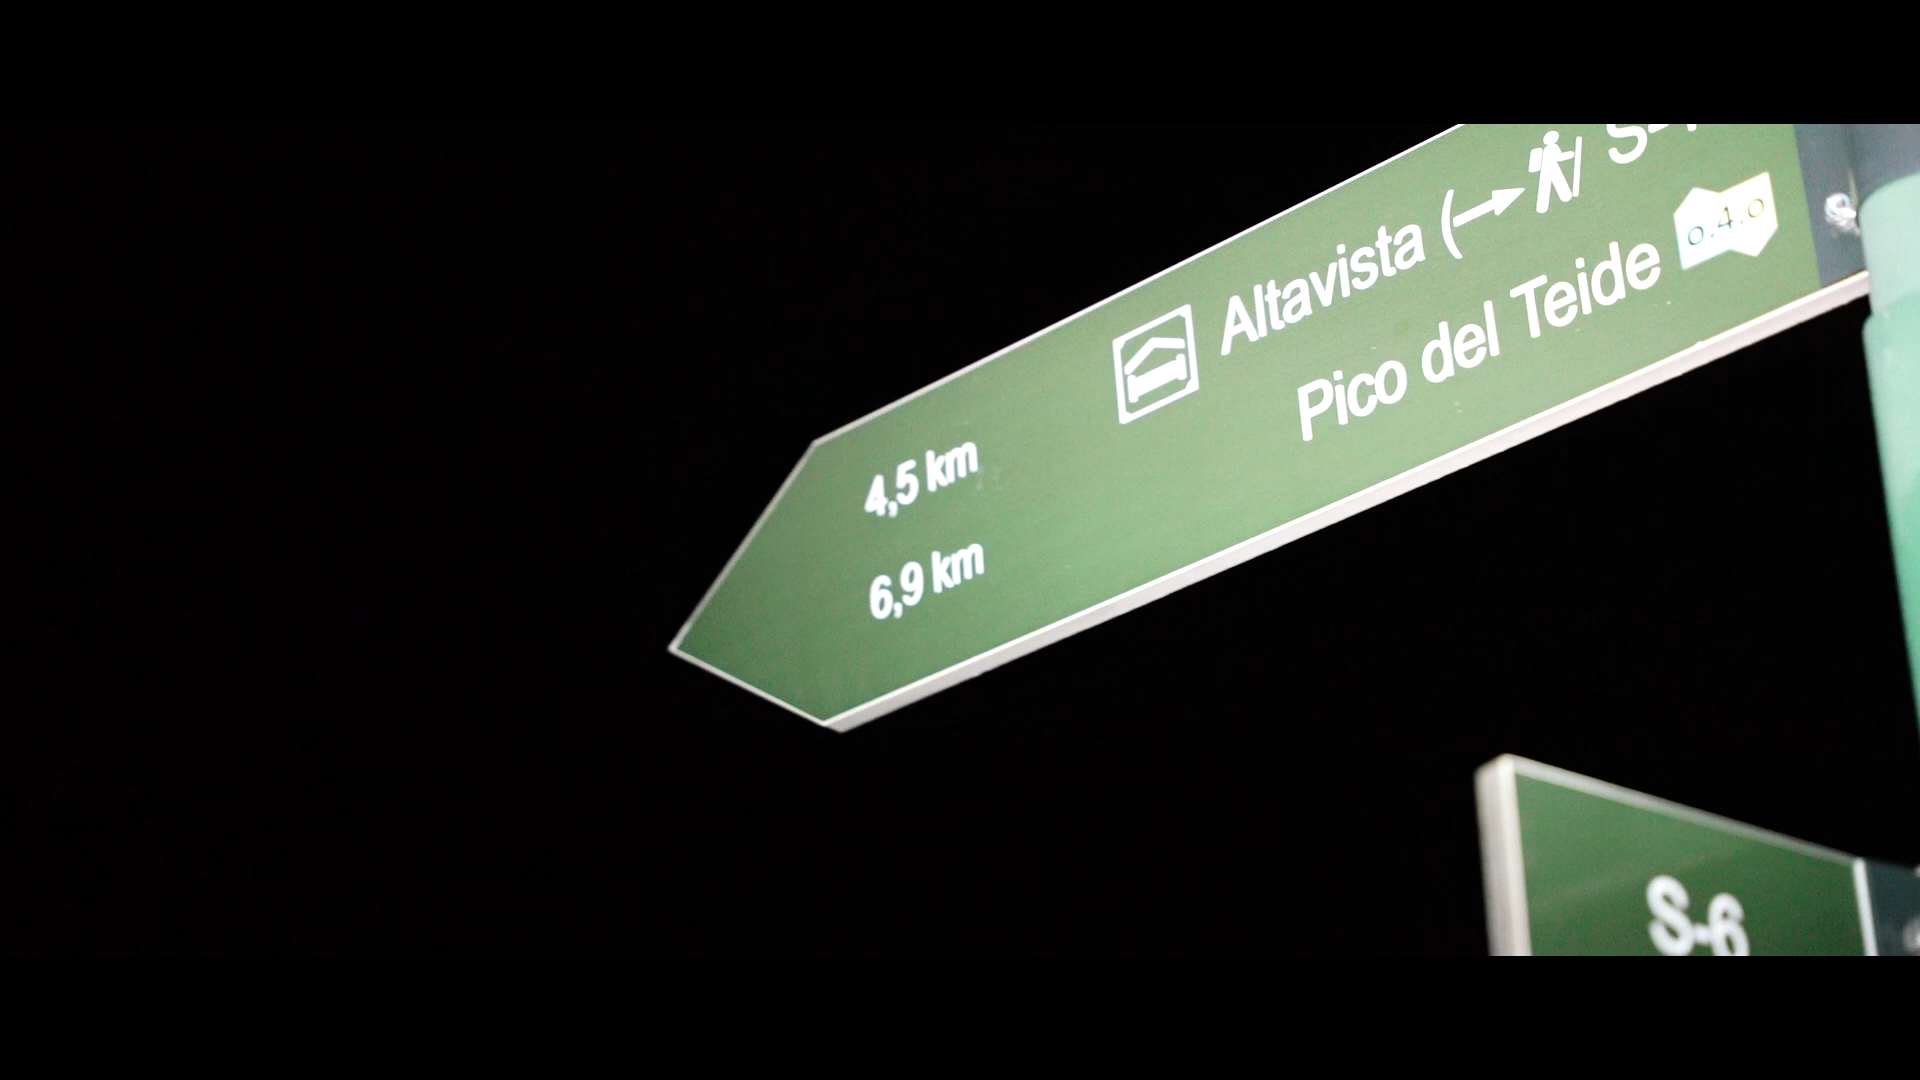 Altavista (→ S-
Pico del Teide 0.4.0
4,5 km
6,9 km
S-6